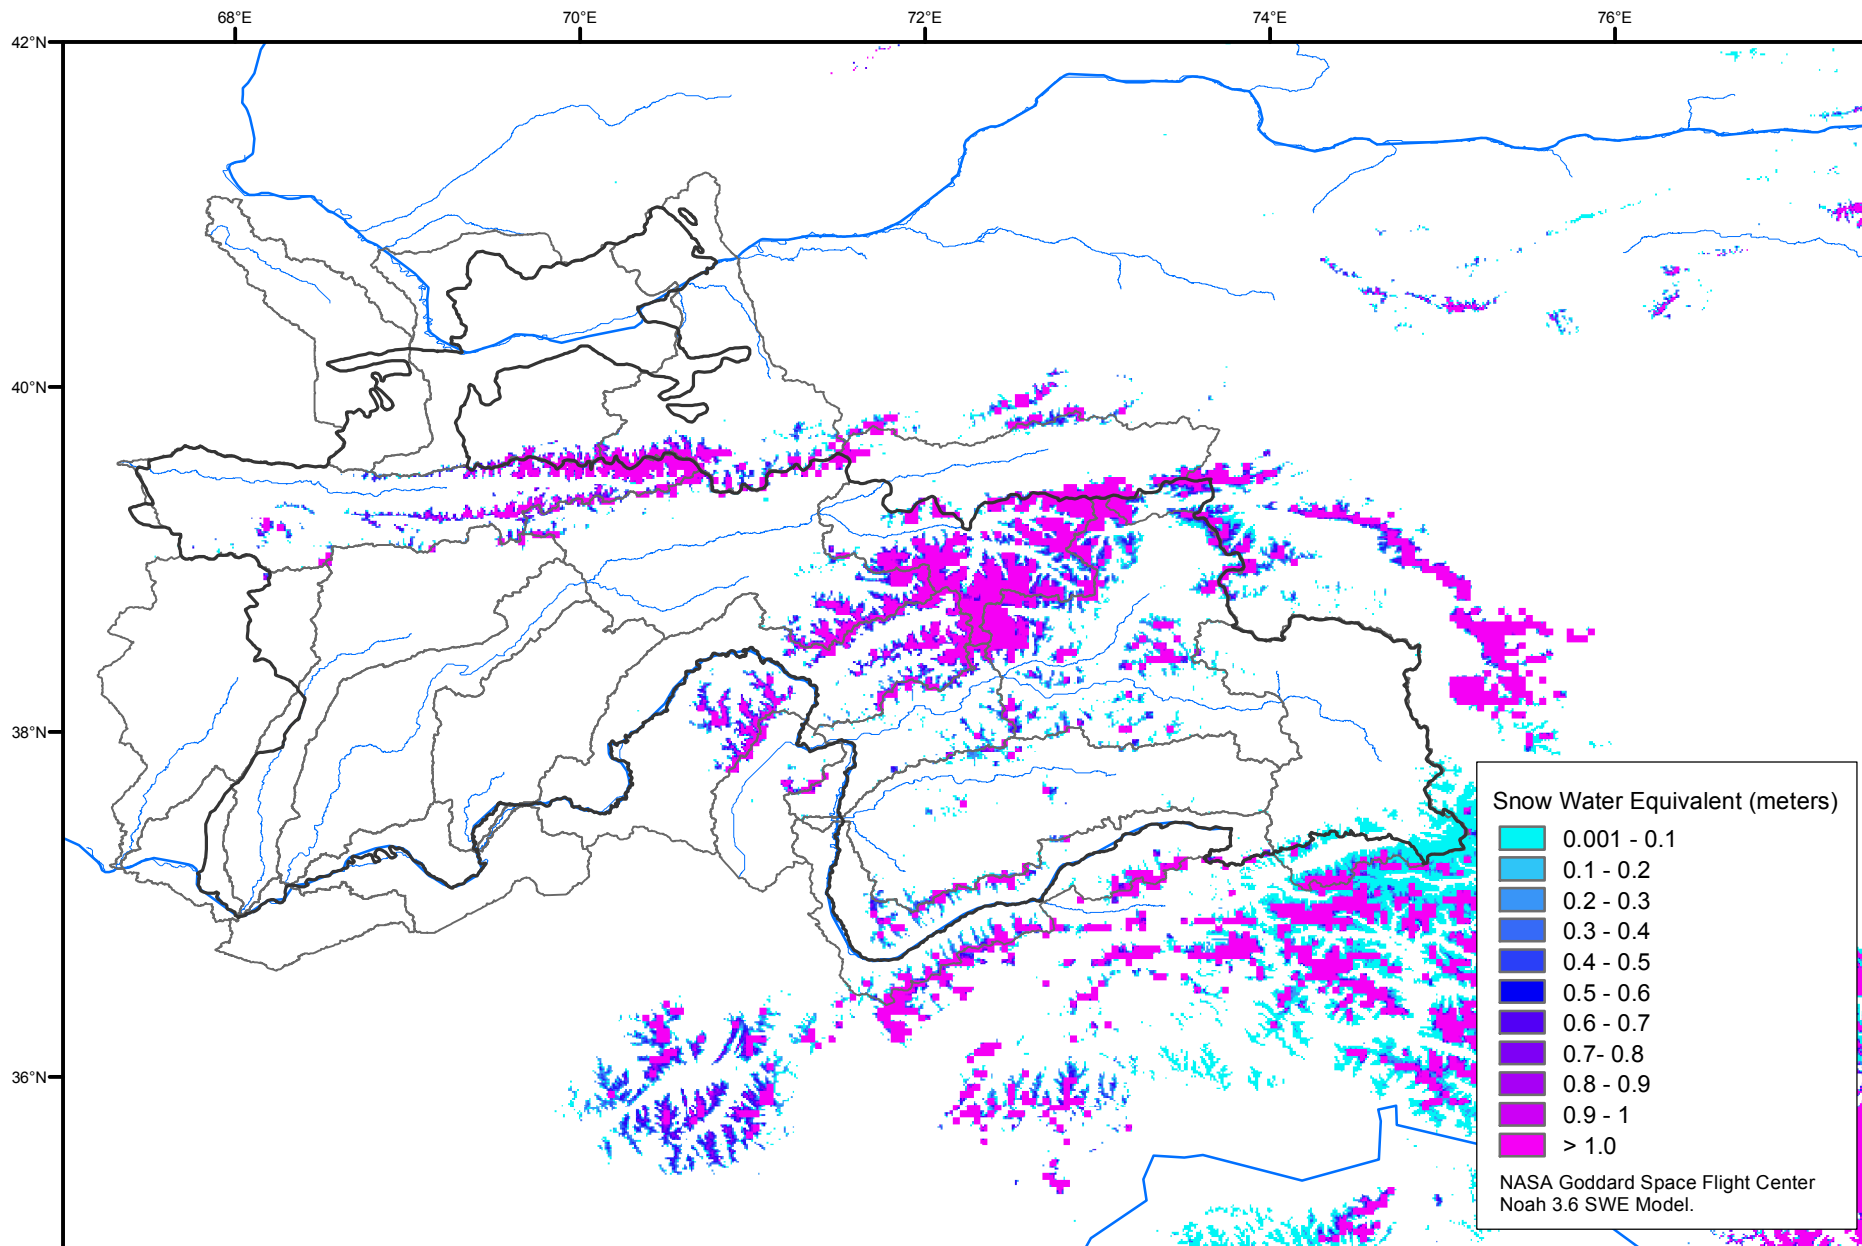 68°E
70°E
72°E
74°E
76°E
42°N
40°N
38°N
36°N
Snow Water Equivalent (meters)
0.001 - 0.1
0.1 - 0.2
0.2 - 0.3
0.3 - 0.4
0.4 - 0.5
0.5 - 0.6
0.6 - 0.7
0.7- 0.8
0.8 - 0.9
0.9 - 1
> 1.0
NASA Goddard Space Flight Center
Noah 3.6 SWE Model.